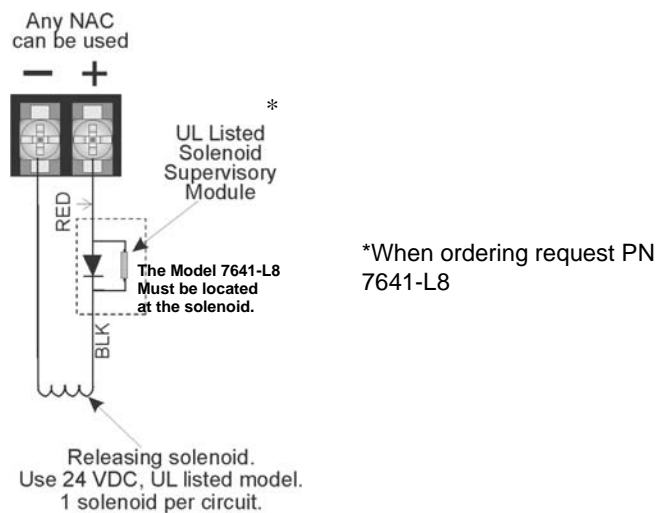 Any NAC
can be used
− +
*
UL Listed
Solenoid
Supervisory
Module
RED
The Model 7641-L8
Must be located
at the solenoid.
BLK
*When ordering request PN
7641-L8
Releasing solenoid.
Use 24 VDC, UL listed model.
1 solenoid per circuit.